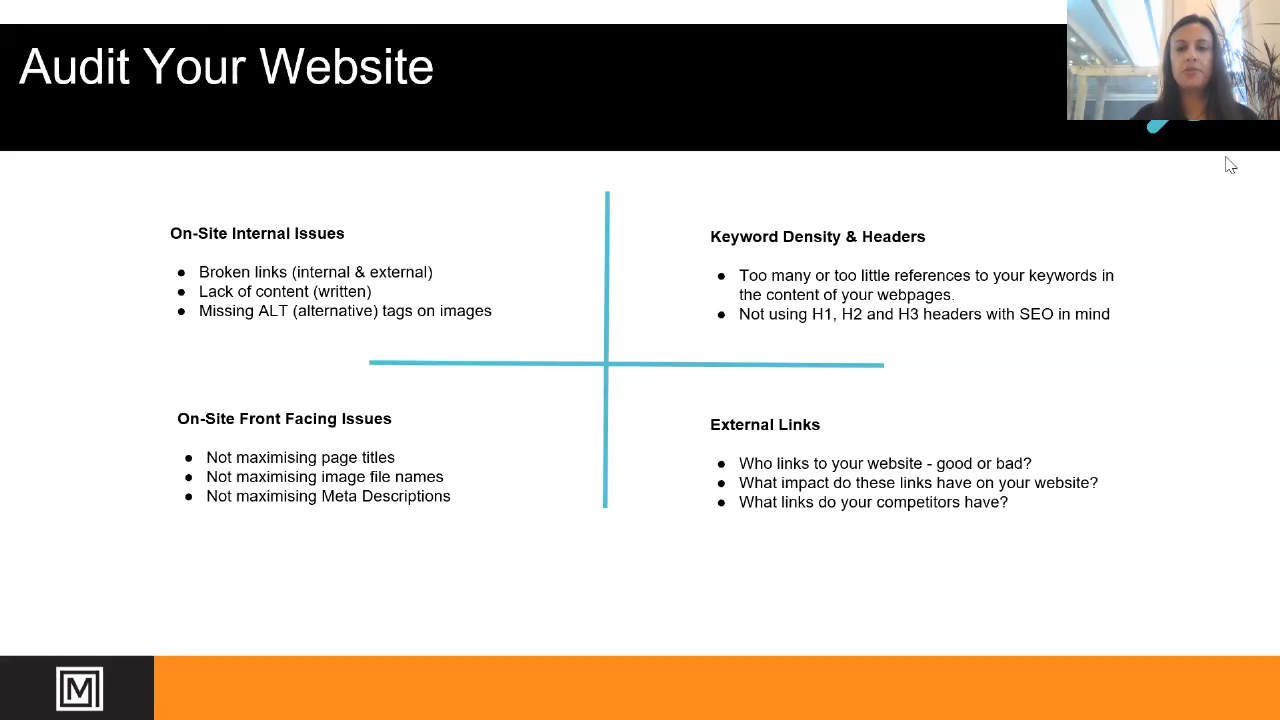 Audit Your Website
On-Site Internal Issues
● Broken links (internal & external)
● Lack of content (written)
● Missing ALT (alternative) tags on images
Keyword Density & Headers
● Too many or too little references to your keywords in
the content of your webpages.
● Not using H1, H2 and H3 headers with SEO in mind
On-Site Front Facing Issues
● Not maximising page titles
● Not maximising image file names
● Not maximising Meta Descriptions
External Links
● Who links to your website - good or bad?
● What impact do these links have on your website?
● What links do your competitors have?
M